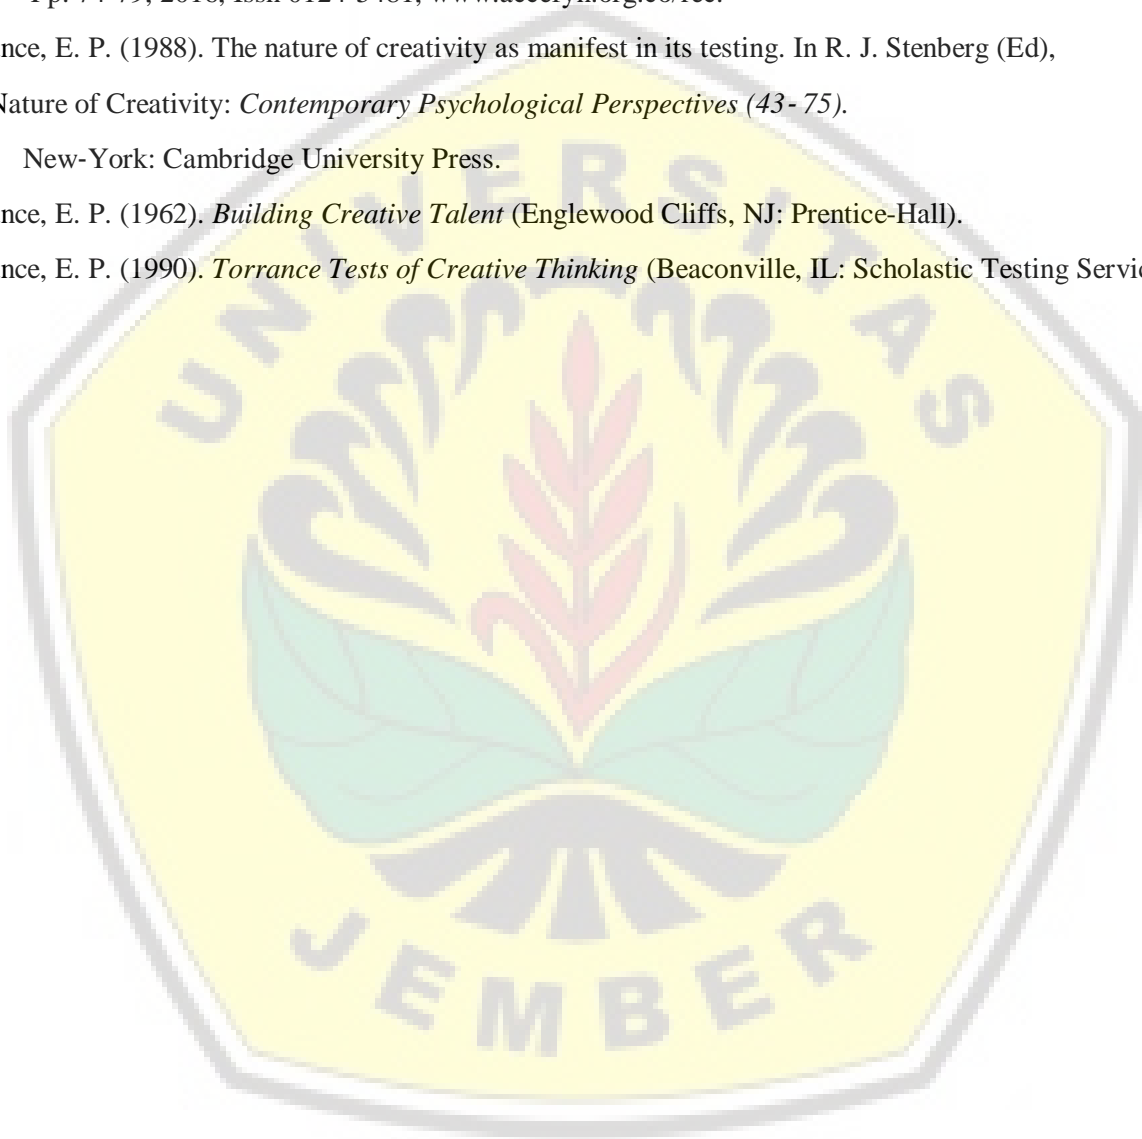 nce, E. P. (1988). The nature of creativity as manifest in its testing. In R. J. Stenberg (Ed),
Nature of Creativity: Contemporary Psychological Perspectives (43-75).
New-York: Cambridge University Press.
nce, E. P. (1962). Building Creative Talent (Englewood Cliffs, NJ: Prentice-Hall).
nce, E. P. (1990). Torrance Tests of Creative Thinking (Beaconville, IL: Scholastic Testing Servic
UNIVERSITAS
JEMBER